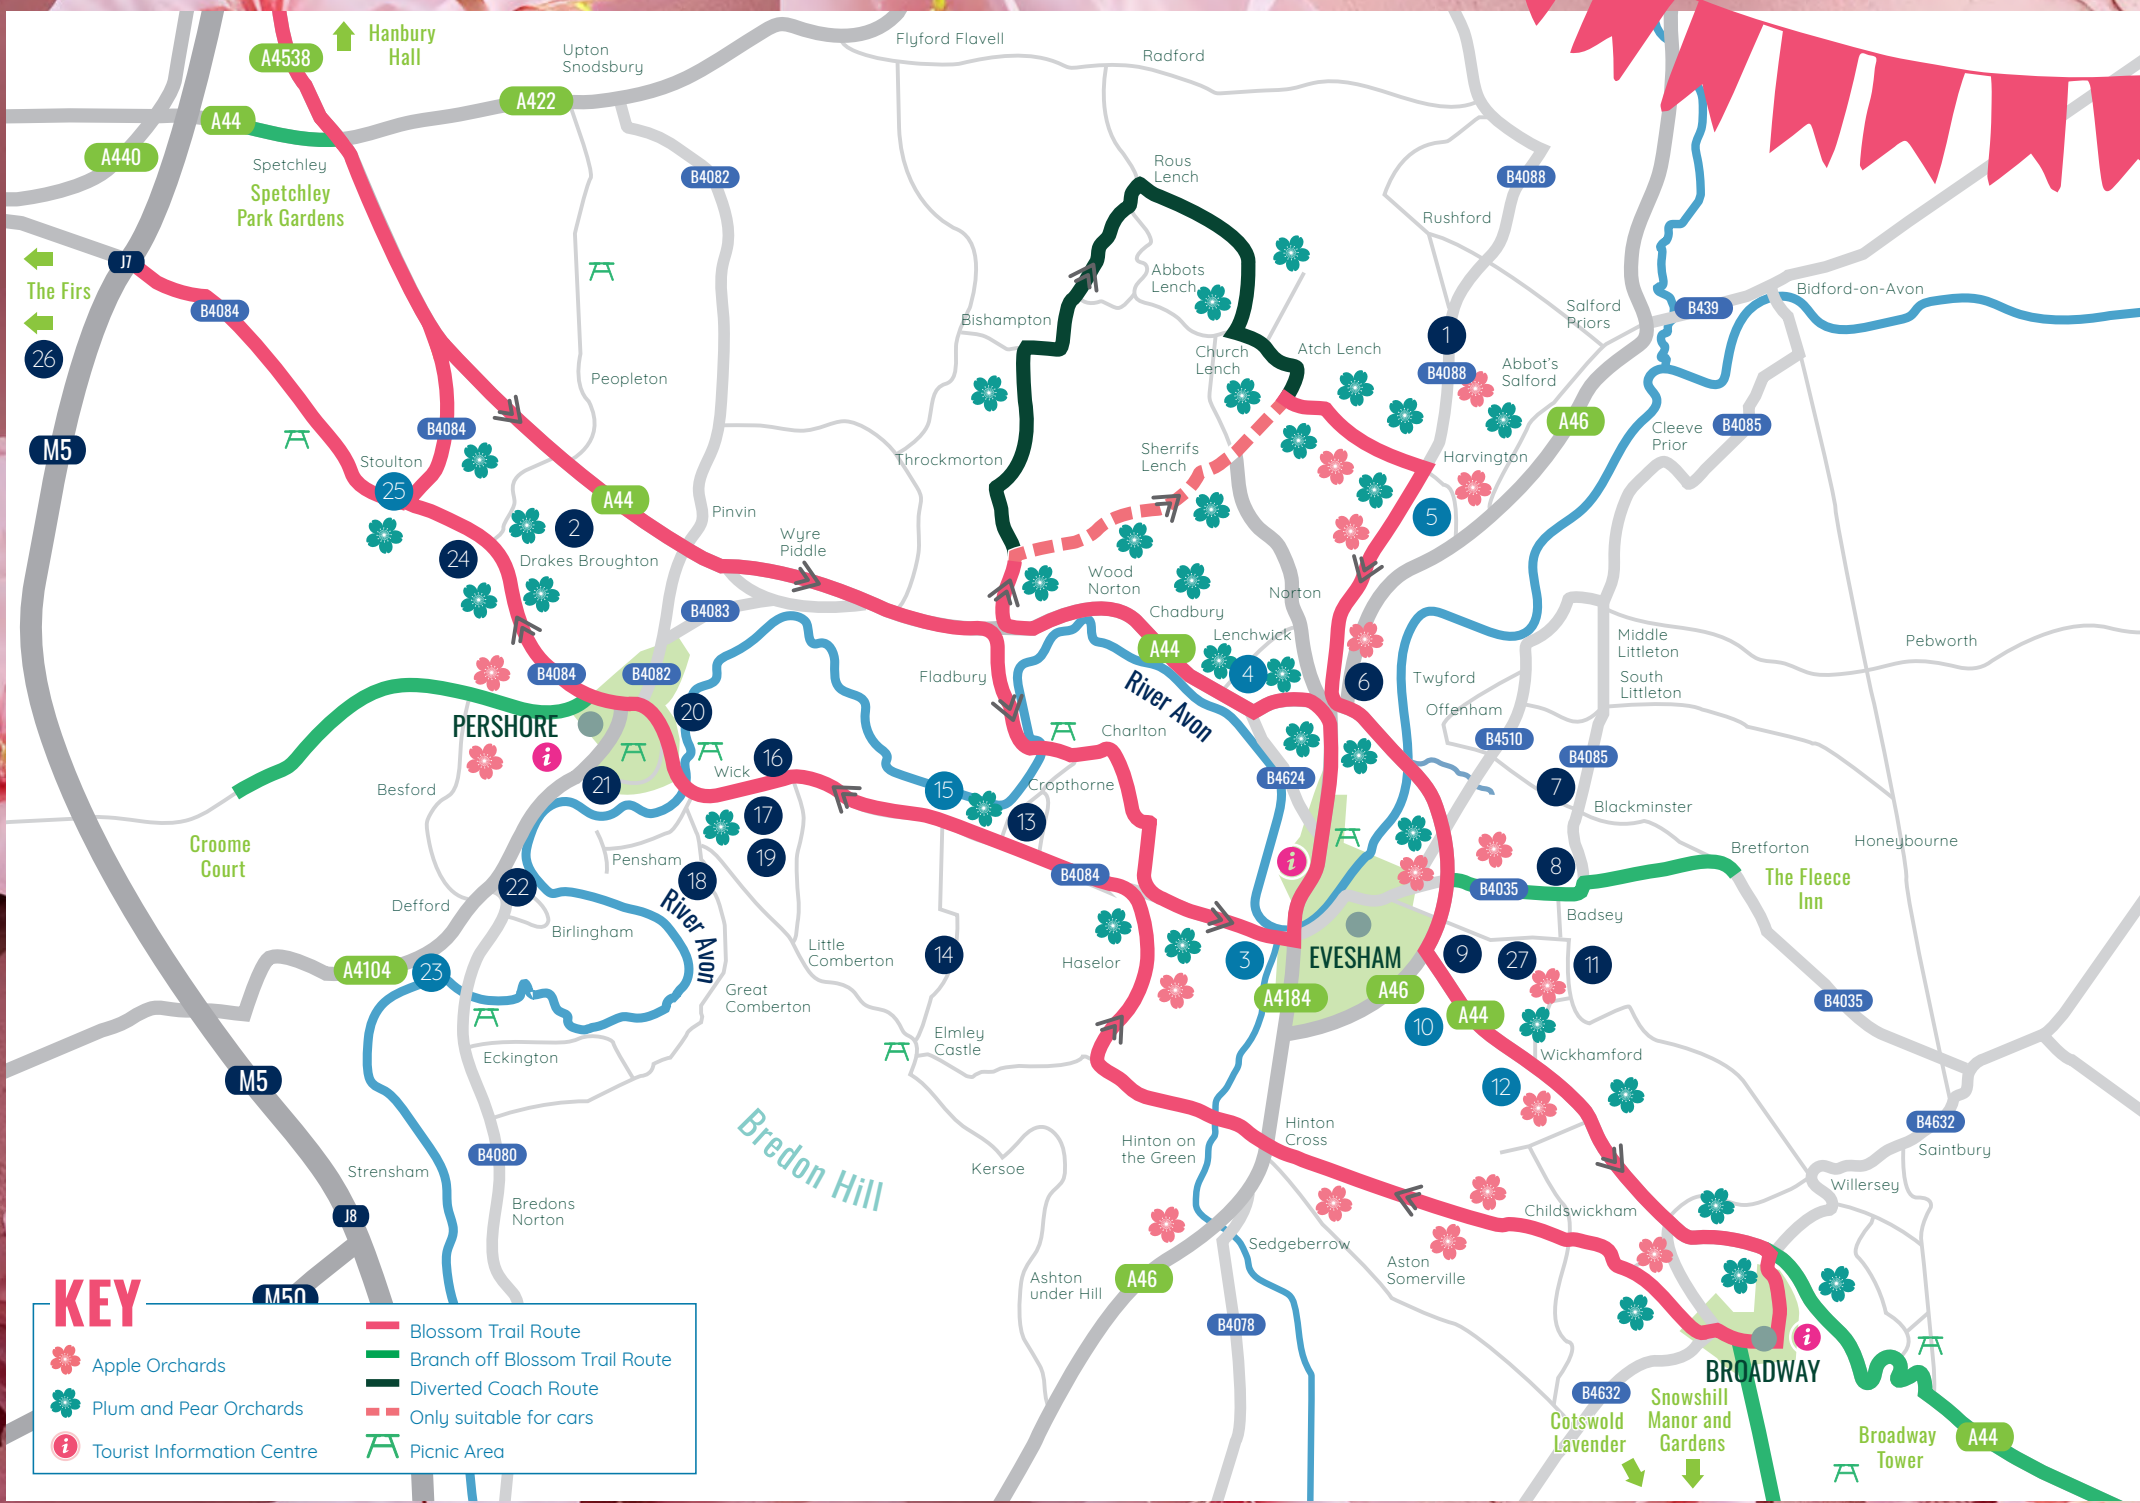 A4538
Hanbury
Hall
Upton
Snodsbury
Flyford Flavell
Radford
A422
A44
A440
Spetchley
Spetchley
Park Gardens
B4082
Rous
Lench
B4088
Rushford
J7
The Firs
B4084
26
Abbots
Lench
Bishampton
Salford
Priors
B439
Bidford-on-Avon
1
B4088
Church
Lench
Atch Lench
Abbot's
Salford
Peopleton
B4084
M5
Stoulton
25
Throckmorton
Sherrifs
Lench
Harvington
A46
Cleeve
Prior
B4085
A44
2
24
Drakes Broughton
Pinvin
Wyre
Piddle
5
Wood
Norton
Norton
Chadbury
Lenchwick
B4083
A44
4
6
Twyford
Middle
Littleton
South
Littleton
Pebworth
B4084
B4082
Fladbury
River Avon
Offenham
PERSHORE
i
20
Charlton
B4510
B4085
Besford
21
Wick
16
15
Cropthorne
13
B4624
7
Blackminster
17
Croome
Court
Pensham
19
18
B4084
i
8
B4035
Bretforton
Honeybourne
The Fleece
Inn
22
Defford
River Avon
Birlingham
Badsey
Little
Comberton
14
Haselor
3
EVESHAM
9
27
11
A4104
23
A4184
A46
A44
10
B4035
Great
Comberton
Elmley
Castle
Eckington
Wickhamford
12
M5
Bredon Hill
Hinton on
the Green
Hinton
Cross
B4632
Saintbury
B4080
Strensham
Kersoe
Willersey
Bredons
Norton
J8
Childswickham
Sedgeberrow
Aston
Somerville
Ashton
under Hill
A46
B4078
M50
i
BROADWAY
B4632
Cotswold
Lavender
Snowshill
Manor and
Gardens
Broadway
Tower
A44
KEY
Apple Orchards
Plum and Pear Orchards
i
Tourist Information Centre
Blossom Trail Route
Branch off Blossom Trail Route
Diverted Coach Route
Only suitable for cars
Picnic Area